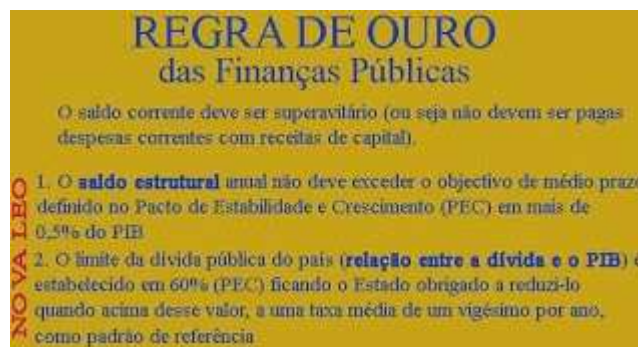 REGRA DE OURO
das Finanças Públicas
O saldo corrente deve ser superavitário (ou seja não devem ser pagas
despesas correntes com receitas de capital).
NOVA LEO
1. O saldo estrutural anual não deve exceder o objectivo de médio prazo
definido no Pacto de Estabilidade e Crescimento (PEC) em mais de
0,5% do PIB
2. O limite da dívida pública do país (relação entre a dívida e o PIB) é
estabelecido em 60% (PEC) ficando o Estado obrigado a reduzi-lo
quando acima desse valor, a uma taxa média de um vigésimo por ano,
como padrão de referência